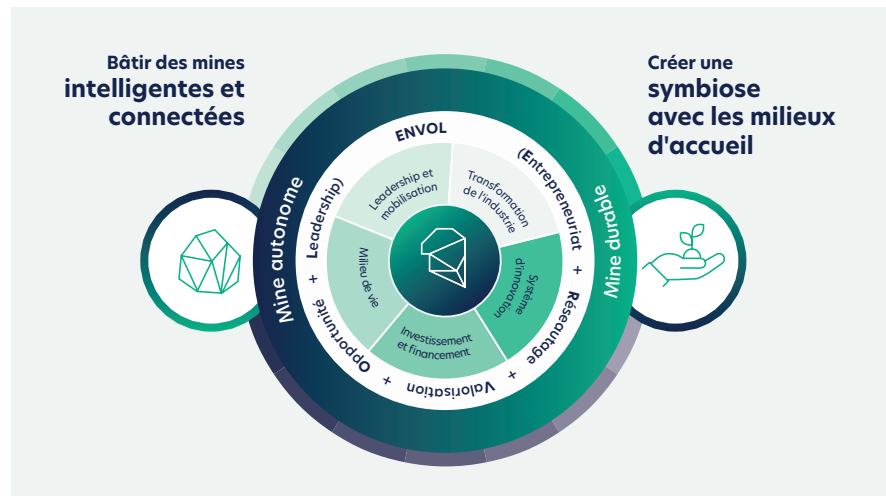 Bâtir des mines
intelligentes et
connectées
Créer une
symbiose
avec les milieux
d'accueil
Mine autonome
Mine durable
ENVOL
(Entrepreneuriat + Réseautage + Valorisation + Opportunité + Leadership)
Leadership et
mobilisation
Transformation
de l'industrie
Système
d'innovation
Investissement
et financement
Milieu de vie